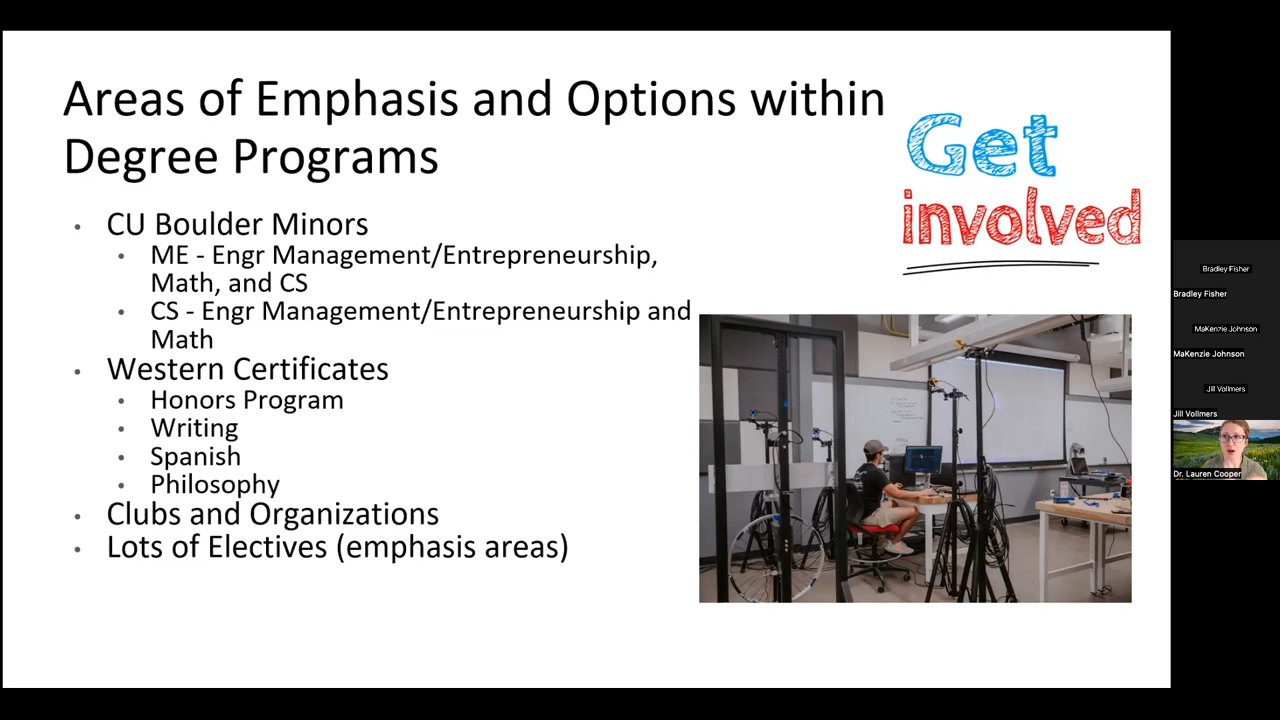 Areas of Emphasis and Options within
Degree Programs
Get
involved
• CU Boulder Minors
• ME - Engr Management/Entrepreneurship,
Math, and CS
• CS - Engr Management/Entrepreneurship and
Math
• Western Certificates
• Honors Program
• Writing
• Spanish
• Philosophy
• Clubs and Organizations
• Lots of Electives (emphasis areas)
Bradley Fisher
Bradley Fisher
MaKenzie Johnson
MaKenzie Johnson
Jill Vollmers
Jill Vollmers
Dr. Lauren Cooper